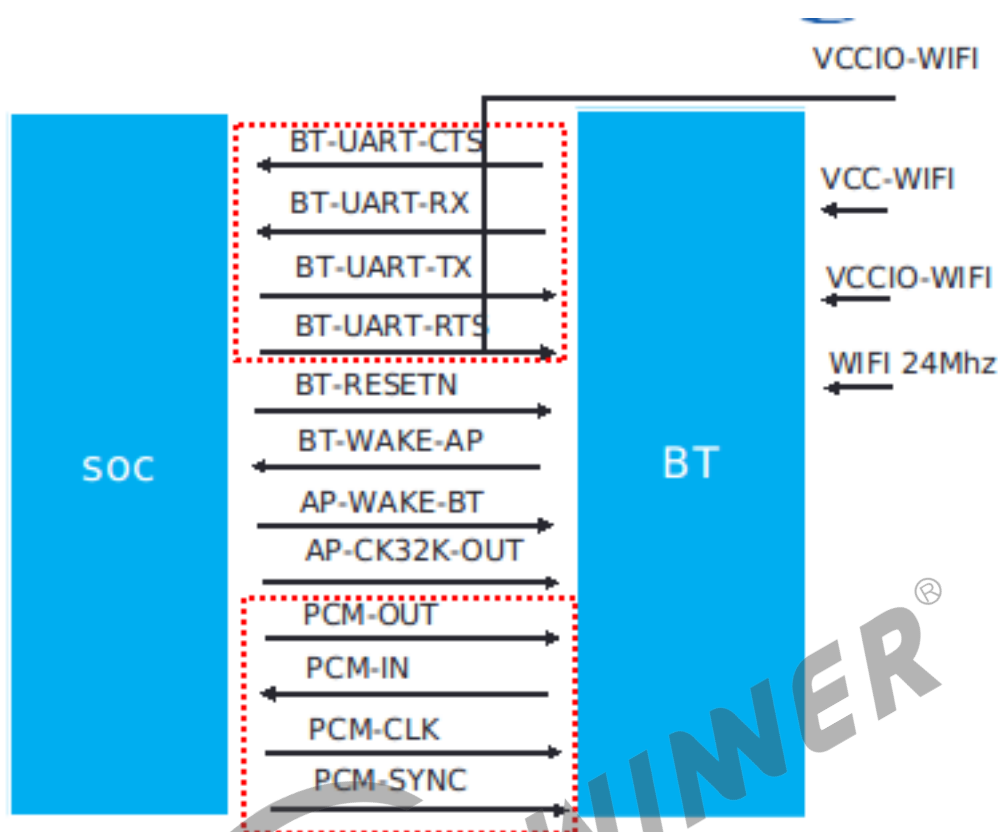 VCCIO-WIFI
BT-UART-CTS
VCC-WIFI
BT-UART-RX
BT-UART-TX
VCCIO-WIFI
BT-UART-RTS
WIFI 24Mhz
BT-RESETN
BT-WAKE-AP
soc
BT
AP-WAKE-BT
AP-CK32K-OUT
PCM-OUT
PCM-IN
PCM-CLK
PCM-SYNC
WINNER®